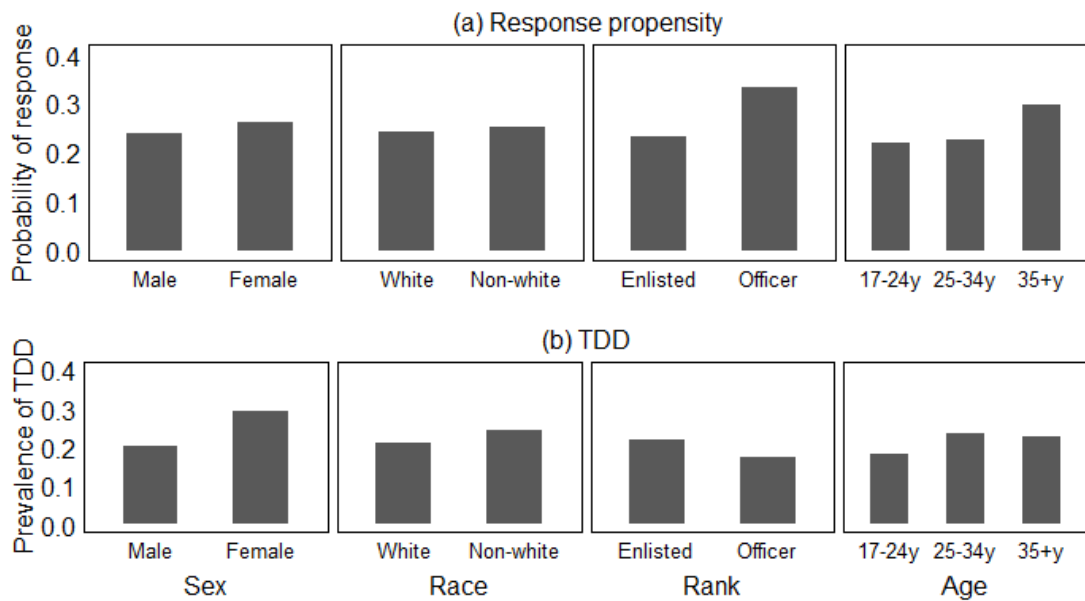 (a) Response propensity
Probability of response
0.4
0.3
0.2
0.1
0.0
Male Female White Non-white Enlisted Officer 17-24y 25-34y 35+y
(b) TDD
Prevalence of TDD
0.4
0.3
0.2
0.1
0.0
Male Female White Non-white Enlisted Officer 17-24y 25-34y 35+y
Sex Race Rank Age